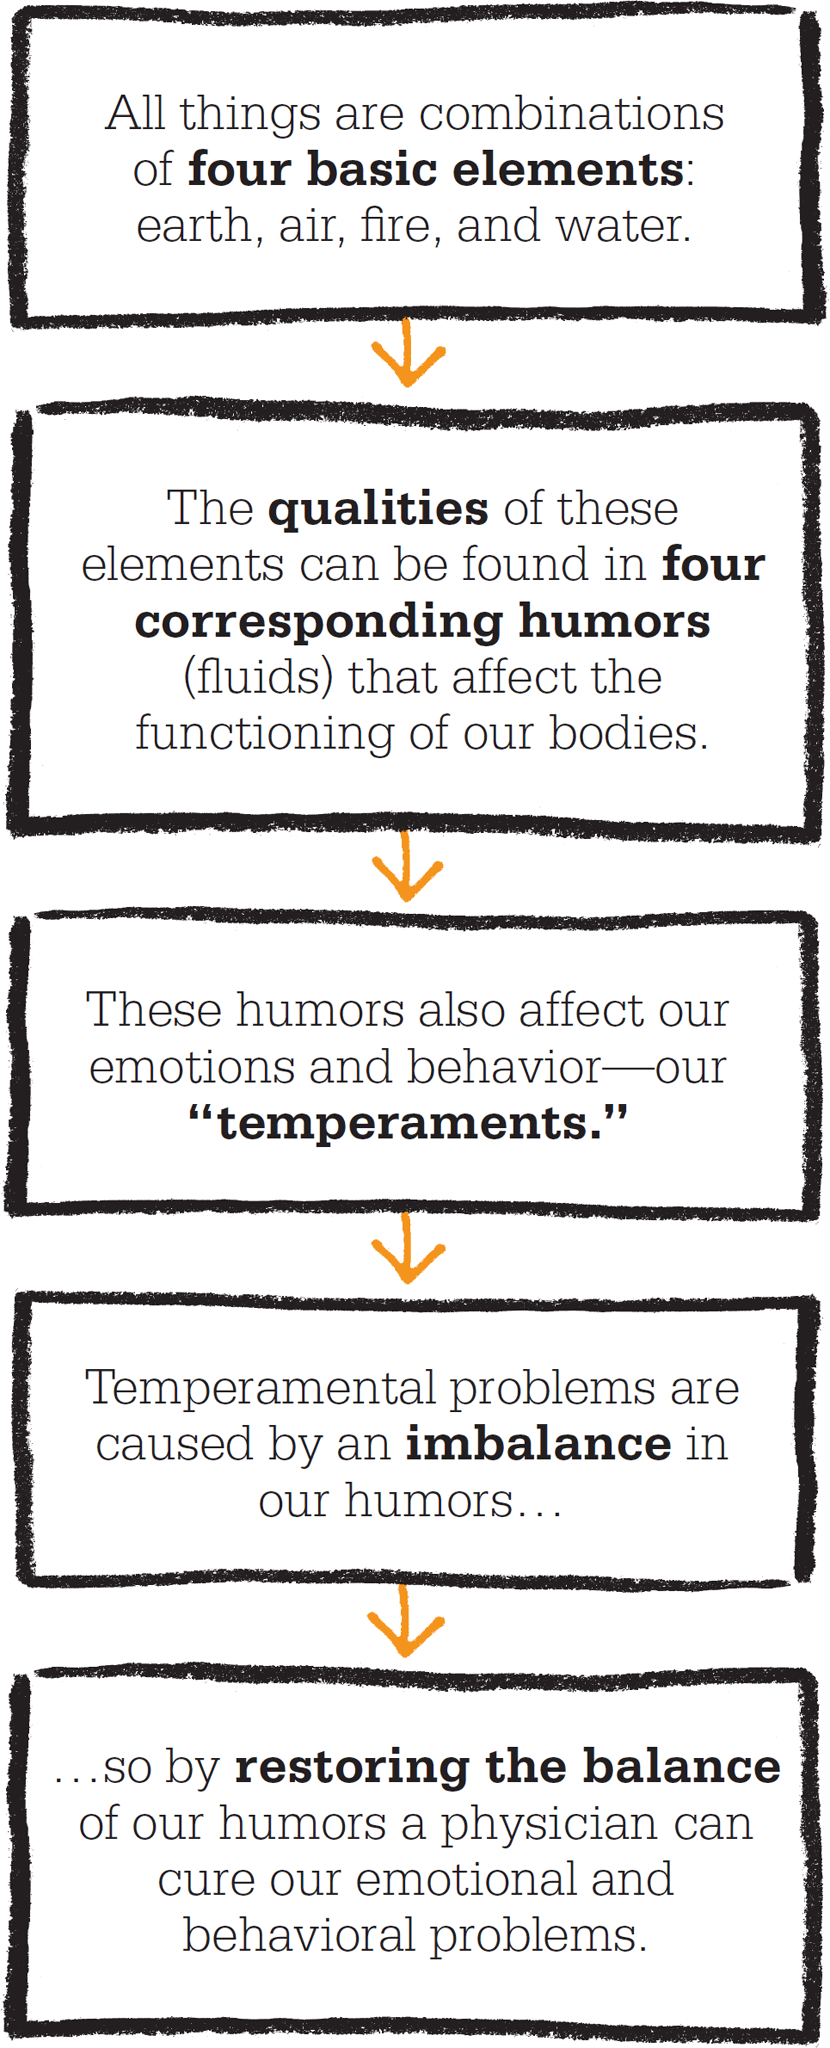 All things are combinations
of four basic elements:
earth, air, fire, and water.
The qualities of these
elements can be found in four
corresponding humors
(fluids) that affect the
functioning of our bodies.
These humors also affect our
emotions and behavior—our
“temperaments.”
Temperamental problems are
caused by an imbalance in
our humors…
…so by restoring the balance
of our humors a physician can
cure our emotional and
behavioral problems.